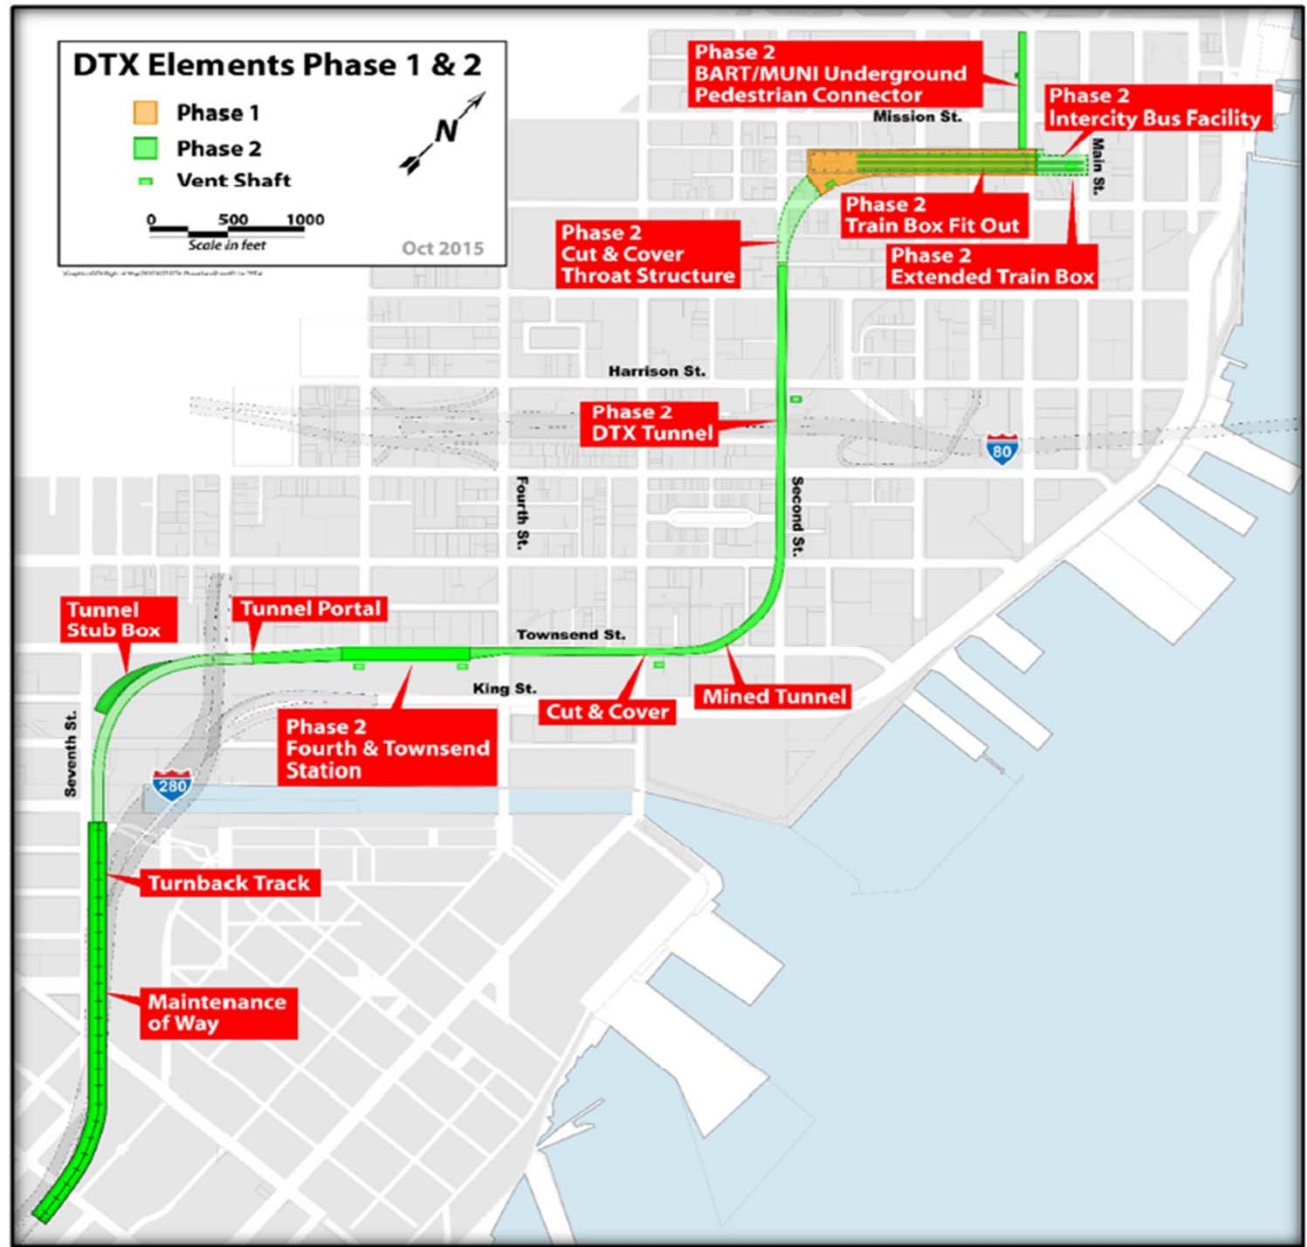 DTX Elements Phase 1 & 2
Phase 1
Phase 2
Vent Shaft
N
0 500 1000
Scale in feet
Oct 2015
Phase 2
BART/MUNI Underground
Pedestrian Connector
Mission St.
Phase 2
Intercity Bus Facility
Main St.
Phase 2
Train Box Fit Out
Phase 2
Cut & Cover
Throat Structure
Phase 2
Extended Train Box
Harrison St.
Phase 2
DTX Tunnel
80
Fourth St.
Second St.
Tunnel
Stub Box
Tunnel Portal
Townsend St.
King St.
Mined Tunnel
Cut & Cover
Phase 2
Fourth & Townsend
Station
Seventh St.
280
Turnback Track
Maintenance
of Way